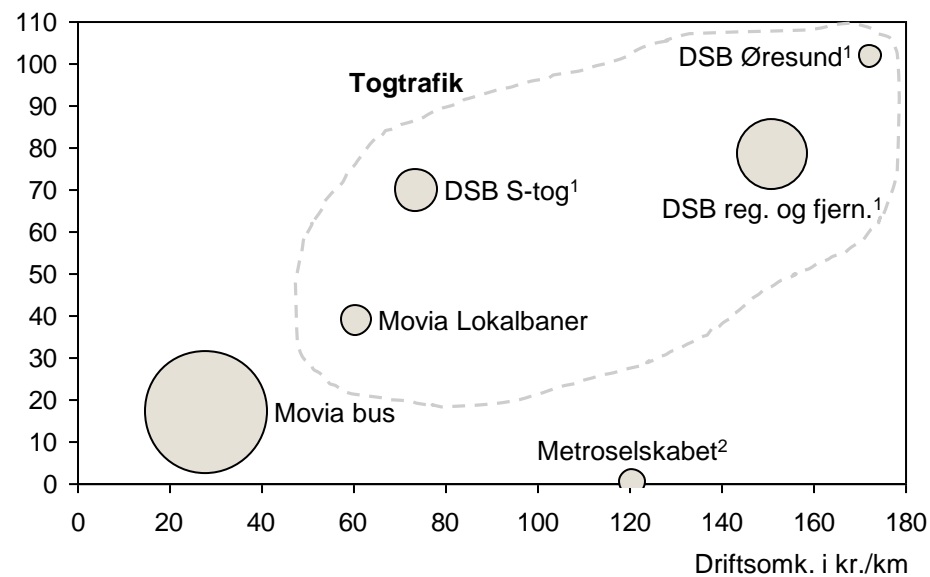 110
100
90
80
70
60
50
40
30
20
10
0
Togtrafik
DSB Øresund¹
DSB S-tog¹
DSB reg. og fjern.¹
Movia Lokalbaner
Movia bus
Metroselskabet²
0 20 40 60 80 100 120 140 160 180
Driftsomk. i kr./km